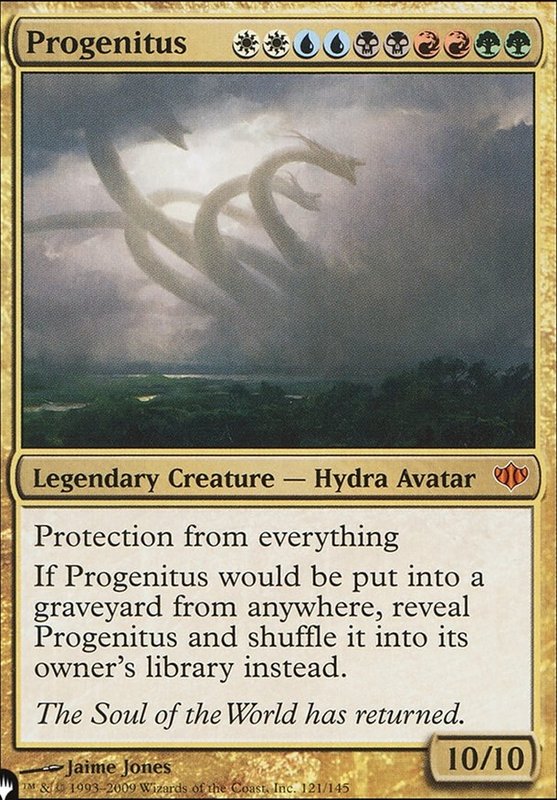 Progenitus
Legendary Creature — Hydra Avatar
Protection from everything
If Progenitus would be put into a
graveyard from anywhere, reveal
Progenitus and shuffle it into its
owner's library instead.
The Soul of the World has returned.
10/10
Jaime Jones
™ & © 1993–2009 Wizards of the Coast, Inc. 121/145